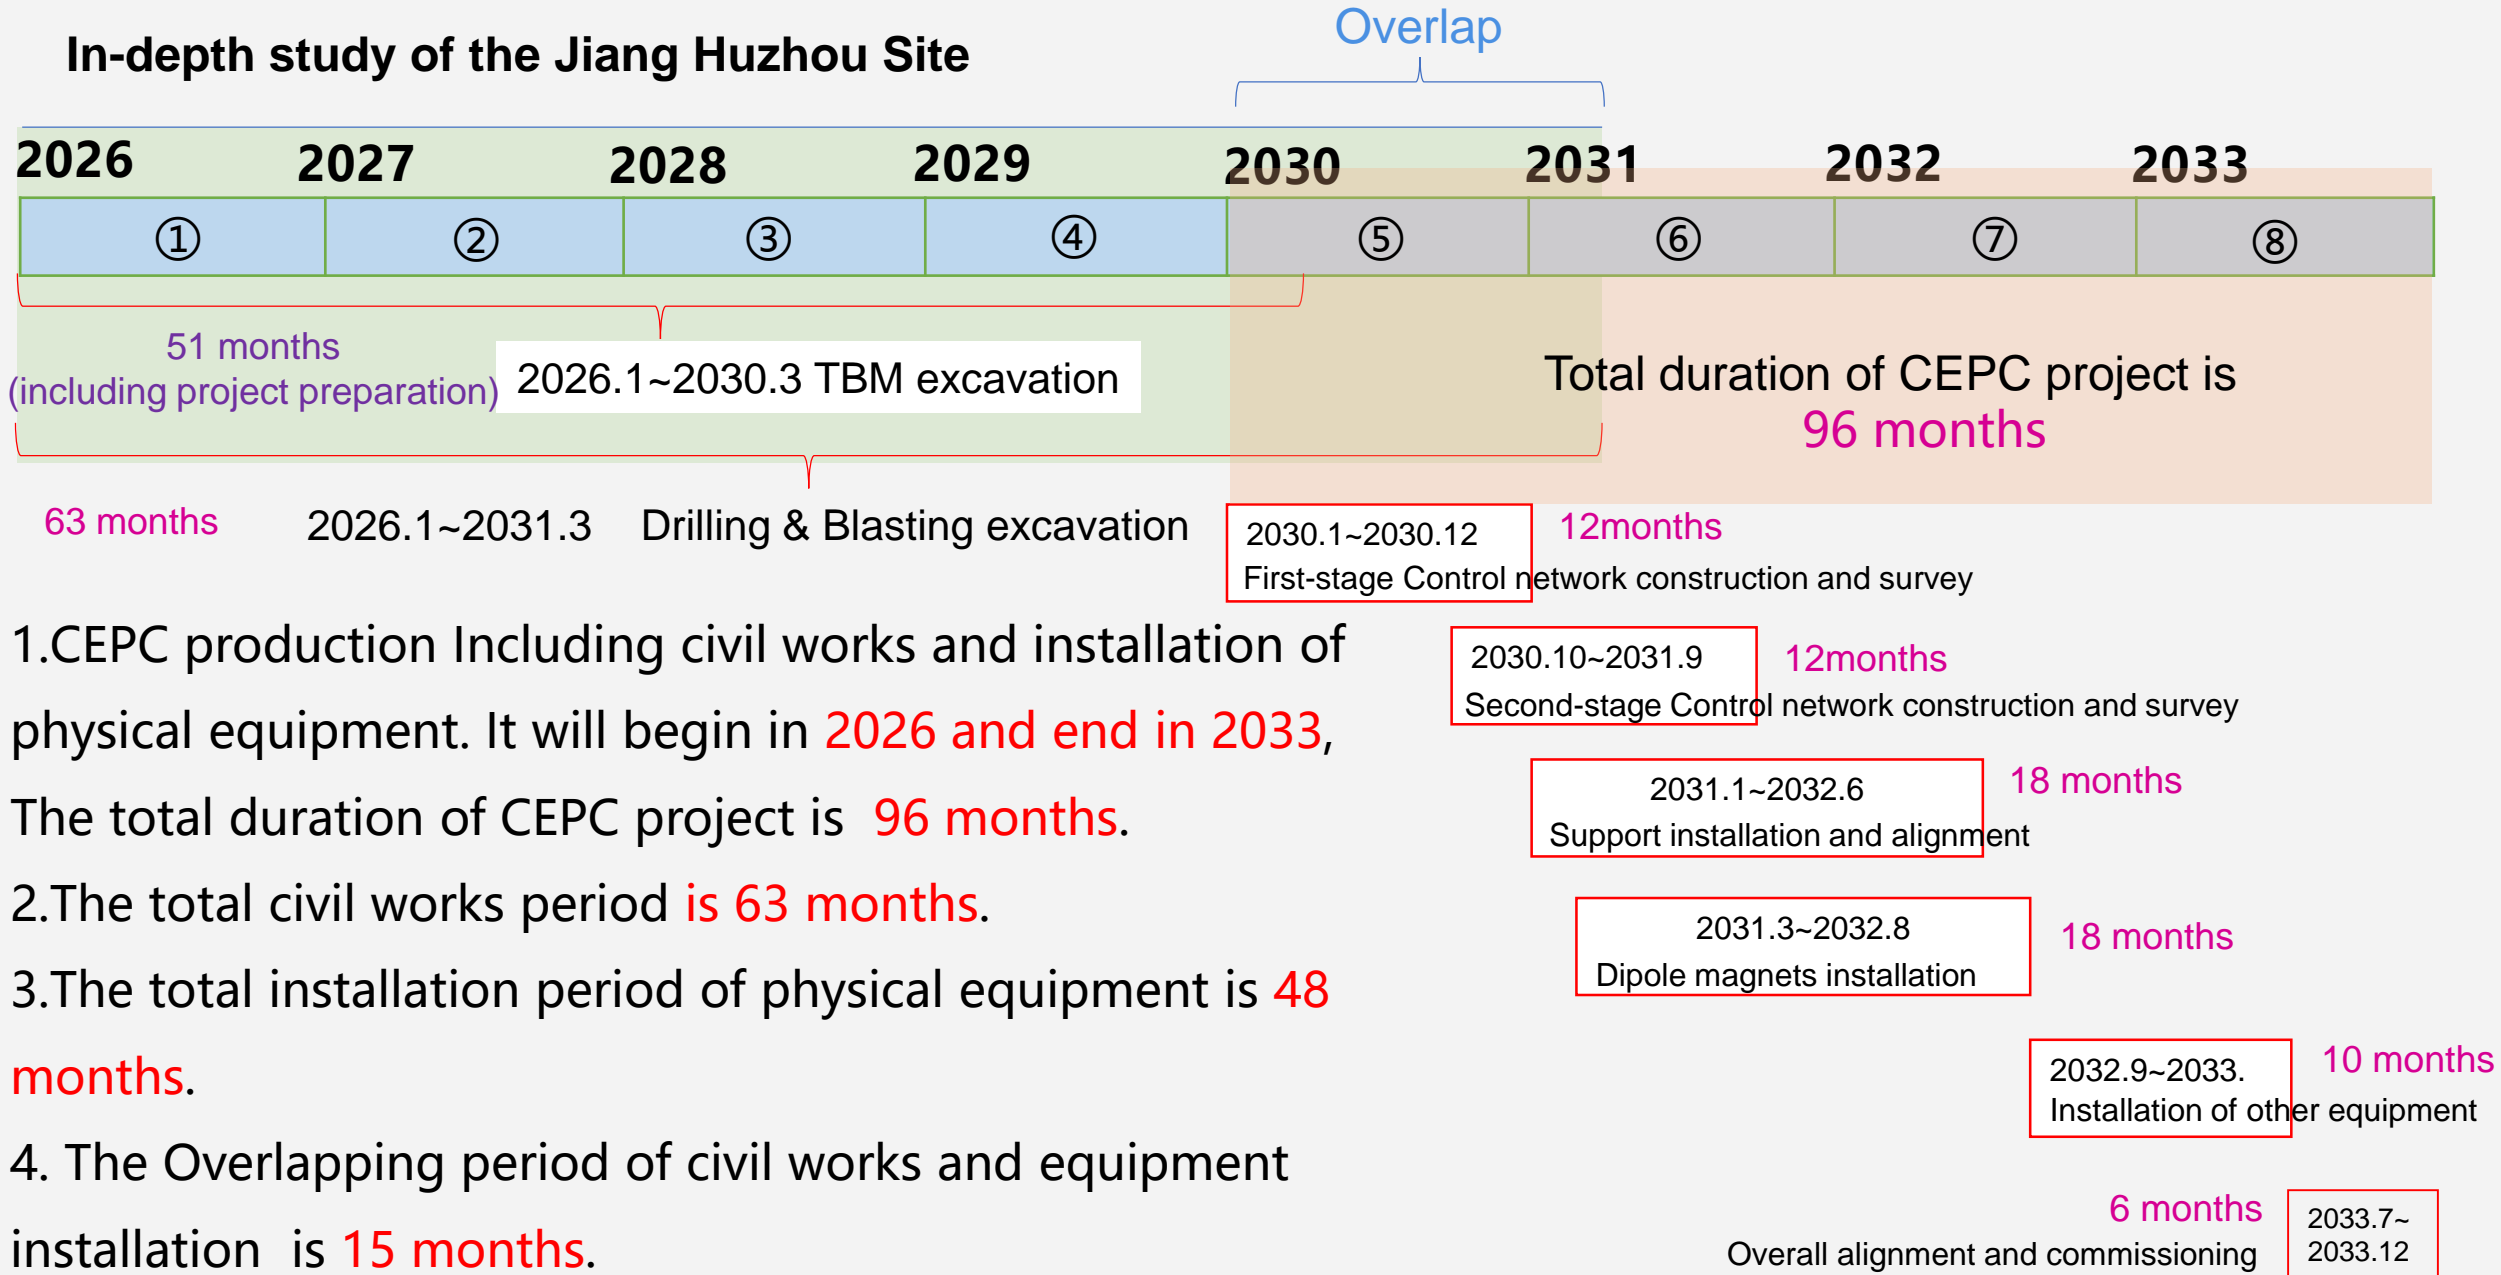 Overlap
In-depth study of the Jiang Huzhou Site
2026 2027 2028 2029 2030 2031 2032 2033
① ② ③ ④ ⑤ ⑥ ⑦ ⑧
51 months
(including project preparation)
2026.1~2030.3 TBM excavation
Total duration of CEPC project is
96 months
63 months 2026.1~2031.3 Drilling & Blasting excavation
2030.1~2030.12 12months
First-stage Control network construction and survey
1.CEPC production Including civil works and installation of
physical equipment. It will begin in 2026 and end in 2033,
The total duration of CEPC project is 96 months.
2.The total civil works period is 63 months.
3.The total installation period of physical equipment is 48
months.
4. The Overlapping period of civil works and equipment
installation is 15 months.
2030.10~2031.9 12months
Second-stage Control network construction and survey
2031.1~2032.6 18 months
Support installation and alignment
2031.3~2032.8 18 months
Dipole magnets installation
2032.9~2033. 10 months
Installation of other equipment
6 months
Overall alignment and commissioning
2033.7~
2033.12